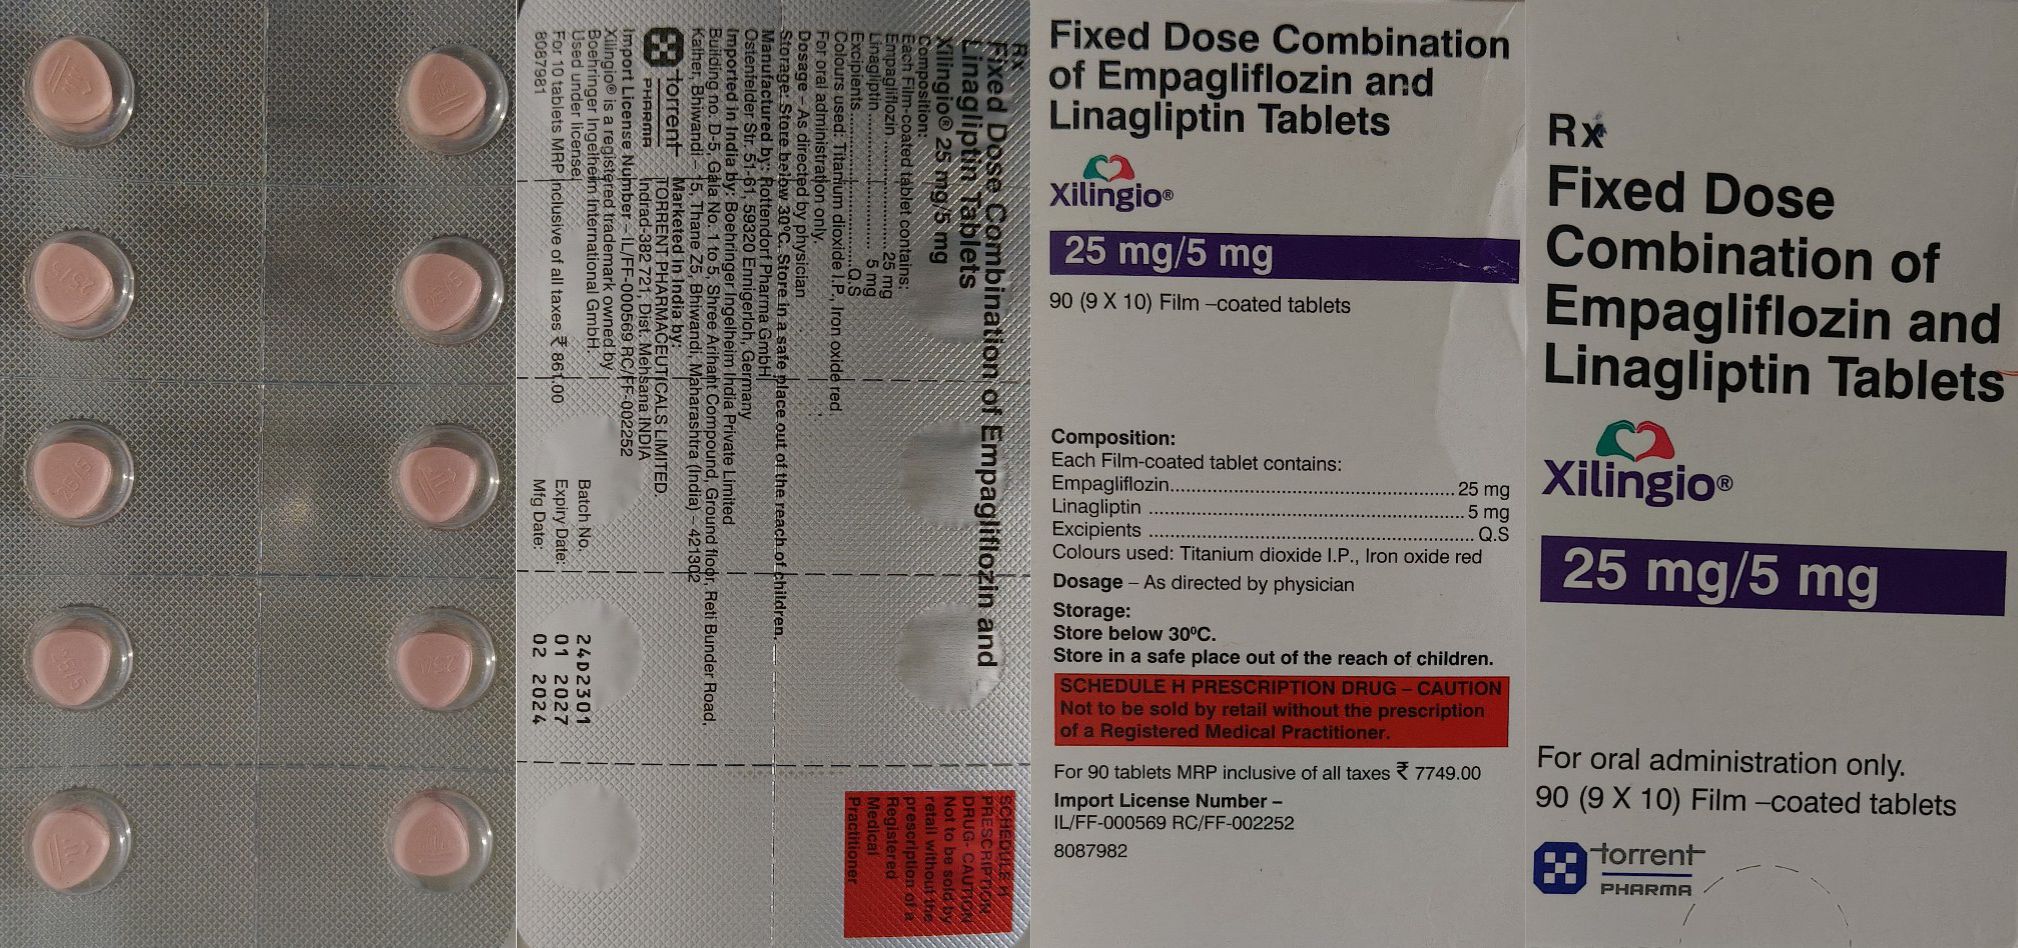 25/5
25/5
25/5
25/5
25/5
Rx
Fixed Dose Combination of Empagliflozin and
Linagliptin Tablets
Xilingio® 25 mg/5 mg
Composition:
Each Film-coated tablet contains:
Empagliflozin................25 mg
Linagliptin ................ 5 mg
Excipients................Q.S
Colours used: Titanium dioxide I.P., Iron oxide red
For oral administration only.
Dosage – As directed by physician
Storage: Store below 30ºC. Store in a safe place out of the reach of children.
Manufactured by: Rottendorf Pharma GmbH
Ostenfelder Str. 51-61, 59320 Ennigerloh, Germany
Imported in India by: Boehringer Ingelheim India Private Limited
Building no. D-5, Gala No. 1 to 5, Shree Arihant Compound, Ground floor, Reti Bunder Road,
Kalher, Bhiwandi – 15, Thane Z5, Bhiwandi, Maharashtra (India) – 421302
torrent
PHARMA
Marketed in India by:
TORRENT PHARMACEUTICALS LIMITED.
Indrad-382 721, Dist. Mehsana INDIA
Import License Number – IL/FF-000569 RC/FF-002252
Xilingio® is a registered trademark owned by
Boehringer Ingelheim International GmbH.
Used under license.
For 10 tablets MRP inclusive of all taxes ₹ 861.00
8087981
Batch No. 24D2301
Expiry Date: 01 2027
Mfg Date: 02 2024
SCHEDULE H
PRESCRIPTION
DRUG- CAUTION
Not to be sold by
retail without the
prescription of a
Registered
Medical
Practitioner
Fixed Dose Combination
of Empagliflozin and
Linagliptin Tablets
Xilingio®
25 mg/5 mg
90 (9 X 10) Film –coated tablets
Composition:
Each Film-coated tablet contains:
Empagliflozin................25 mg
Linagliptin ................5 mg
Excipients ................Q.S
Colours used: Titanium dioxide I.P., Iron oxide red
Dosage – As directed by physician
Storage:
Store below 30ºC.
Store in a safe place out of the reach of children.
SCHEDULE H PRESCRIPTION DRUG – CAUTION
Not to be sold by retail without the prescription
of a Registered Medical Practitioner.
For 90 tablets MRP inclusive of all taxes ₹ 7749.00
Import License Number –
IL/FF-000569 RC/FF-002252
8087982
Rx
Fixed Dose
Combination of
Empagliflozin and
Linagliptin Tablets
Xilingio®
25 mg/5 mg
For oral administration only.
90 (9 X 10) Film –coated tablets
torrent
PHARMA